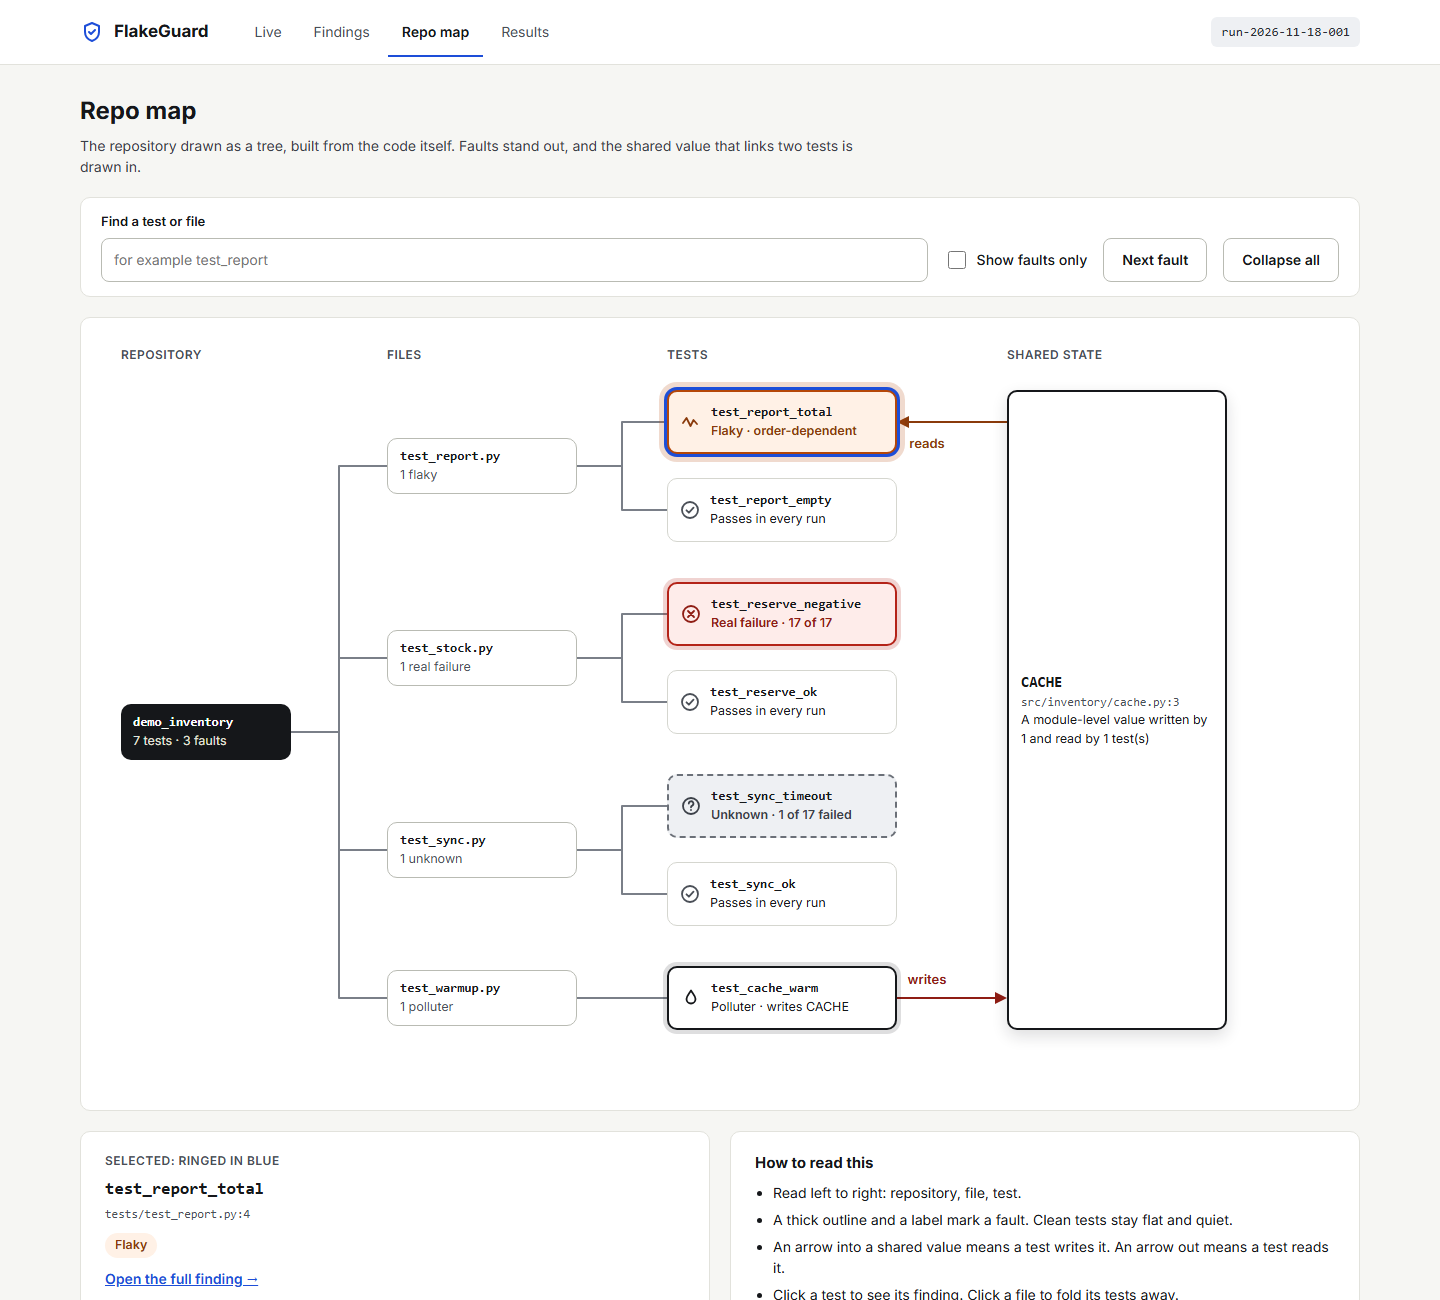 FlakeGuard
Live
Findings
Repo map
Results
run-2026-11-18-001
Repo map
The repository drawn as a tree, built from the code itself. Faults stand out, and the shared value that links two tests is
drawn in.
Find a test or file
for example test_report
Show faults only
Next fault
Collapse all
REPOSITORY
FILES
TESTS
SHARED STATE
test_report_total
Flaky · order-dependent
reads
test_report.py
1 flaky
test_report_empty
Passes in every run
test_reserve_negative
Real failure · 17 of 17
test_stock.py
1 real failure
test_reserve_ok
Passes in every run
CACHE
src/inventory/cache.py:3
A module-level value written by
1 and read by 1 test(s)
demo_inventory
7 tests · 3 faults
test_sync_timeout
Unknown · 1 of 17 failed
test_sync.py
1 unknown
test_sync_ok
Passes in every run
test_warmup.py
1 polluter
test_cache_warm
Polluter · writes CACHE
writes
SELECTED: RINGED IN BLUE
test_report_total
tests/test_report.py:4
Flaky
Open the full finding →
How to read this
• Read left to right: repository, file, test.
• A thick outline and a label mark a fault. Clean tests stay flat and quiet.
• An arrow into a shared value means a test writes it. An arrow out means a test reads
it.
• Click a test to see its finding. Click a file to fold its tests away.